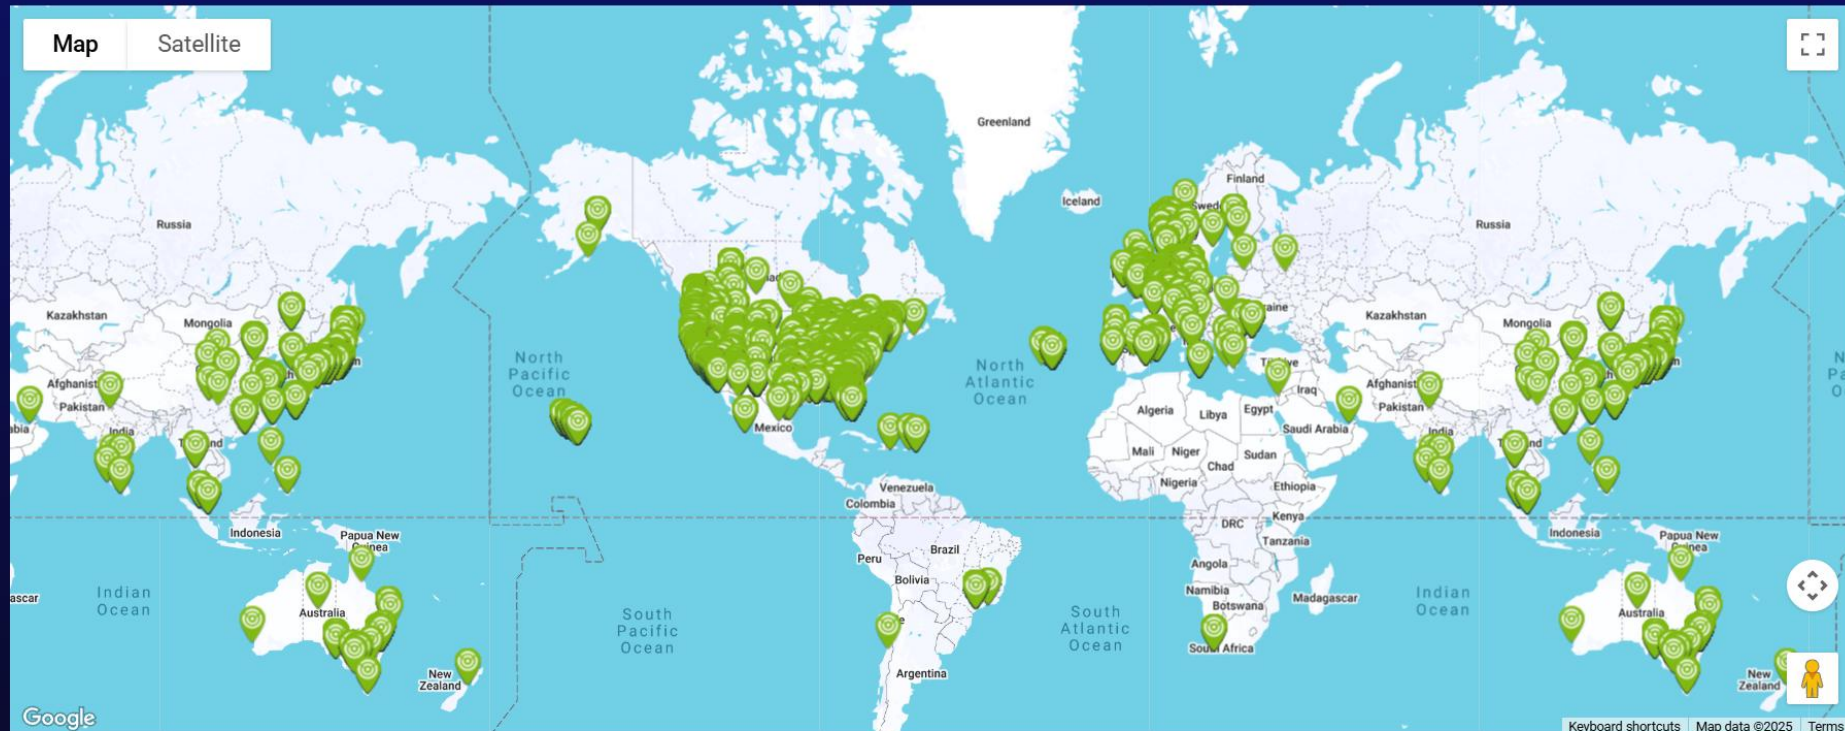 Map
Satellite
Greenland
Finland
Iceland
Russia
Russia
Kazakhstan
Mongolia
Kazakhstan
Mongolia
North
Pacific
Ocean
North
Atlantic
Ocean
Afghanist
Pakistan
India
Iraq
Afghanist
Pakistan
India
Mexico
Algeria
Libya
Egypt
Saudi Arabia
Mali
Niger
Chad
Sudan
Nigeria
Ethiopia
Venezuela
Colombia
DRC
Kenya
Tanzania
Indonesia
Papua New
Indonesia
Papua New
Peru
Brazil
Bolivia
Angola
Namibia
Botswana
Madagascar
ascar
Indian
Ocean
Australia
South
Pacific
Ocean
South
Atlantic
Ocean
Indian
Ocean
Australia
Argentina
New
Zealand
New
Zealand
Google
Keyboard shortcuts
Map data ©2025
Terms